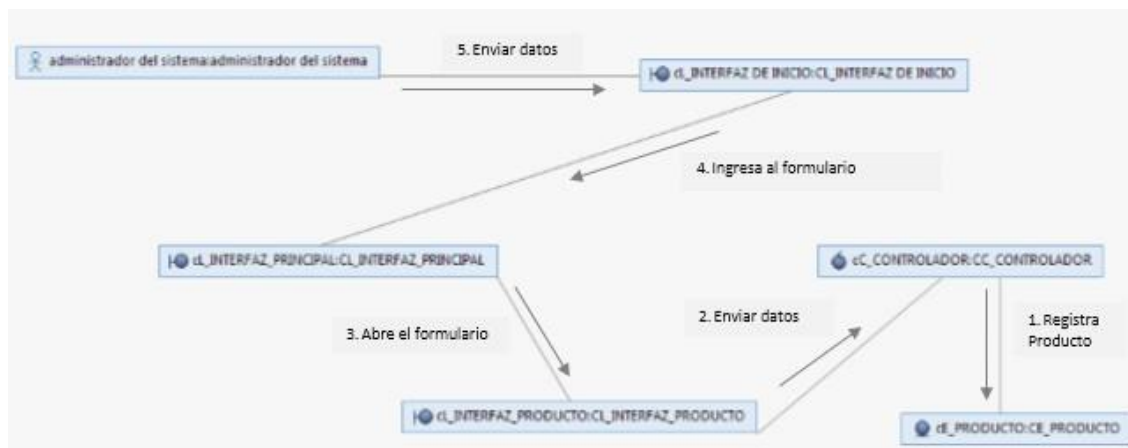 5. Enviar datos
administrador del sistema:administrador del sistema
cL_INTERFAZ DE INICIO:CL_INTERFAZ DE INICIO
4. Ingresa al formulario
cL_INTERFAZ_PRINCIPAL:CL_INTERFAZ_PRINCIPAL
cC_CONTROLADOR:CC_CONTROLADOR
3. Abre el formulario
2. Enviar datos
1. Registra
Producto
cL_INTERFAZ_PRODUCTO:CL_INTERFAZ_PRODUCTO
cE_PRODUCTO:CE_PRODUCTO